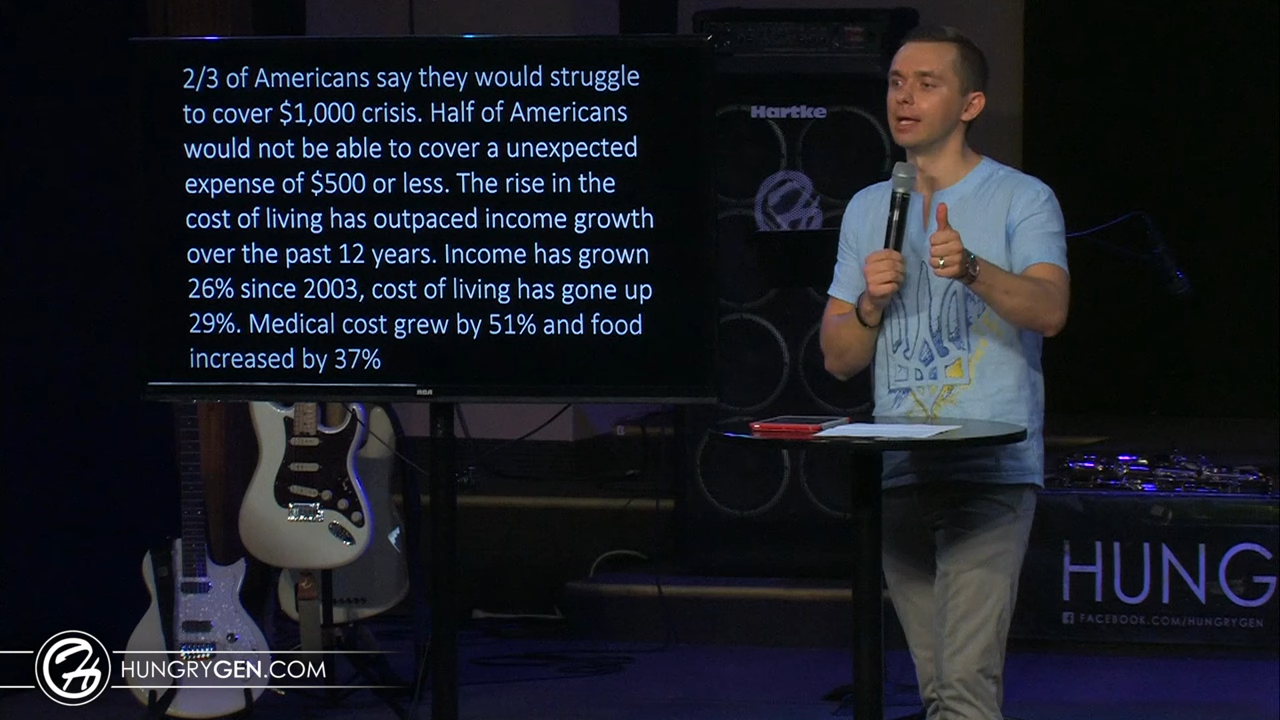 2/3 of Americans say they would struggle
to cover $1,000 crisis. Half of Americans
would not be able to cover a unexpected
expense of $500 or less. The rise in the
cost of living has outpaced income growth
over the past 12 years. Income has grown
26% since 2003, cost of living has gone up
29%. Medical cost grew by 51% and food
increased by 37%
RCA
Hartke
HUNG
FACEBOOK.COM/HUNGRYGEN
HUNGRYGEN.COM